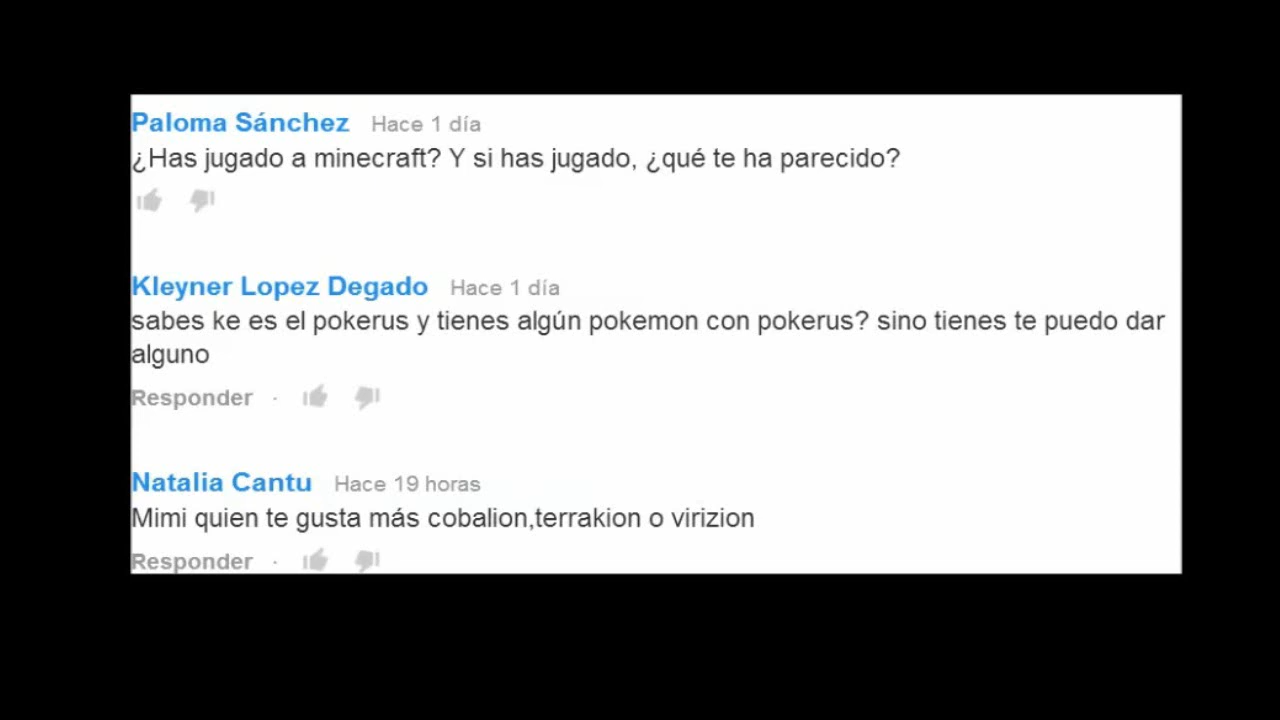 Paloma Sánchez Hace 1 día
¿Has jugado a minecraft? Y si has jugado, ¿qué te ha parecido?
Kleyner Lopez Degado Hace 1 día
sabes ke es el pokerus y tienes algún pokemon con pokerus? sino tienes te puedo dar
alguno
Responder ·
Natalia Cantu Hace 19 horas
Mimi quien te gusta más cobalion,terrakion o virizion
Responder ·